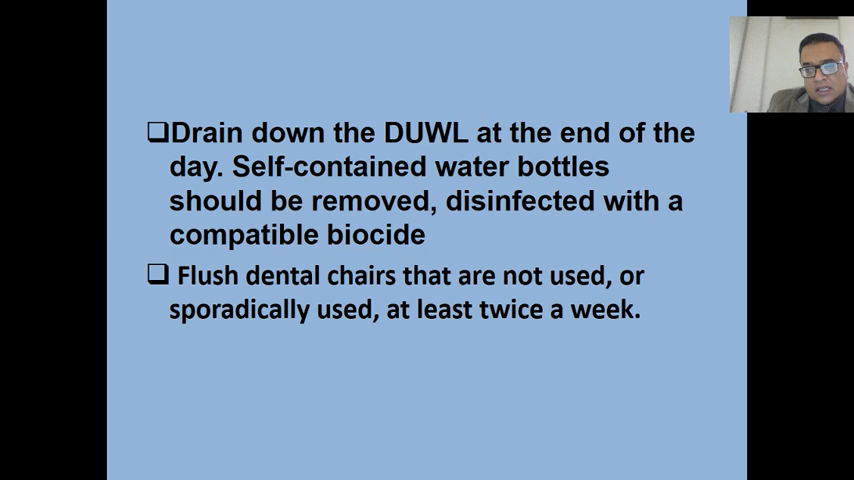 ❑Drain down the DUWL at the end of the
day. Self-contained water bottles
should be removed, disinfected with a
compatible biocide
❑ Flush dental chairs that are not used, or
sporadically used, at least twice a week.